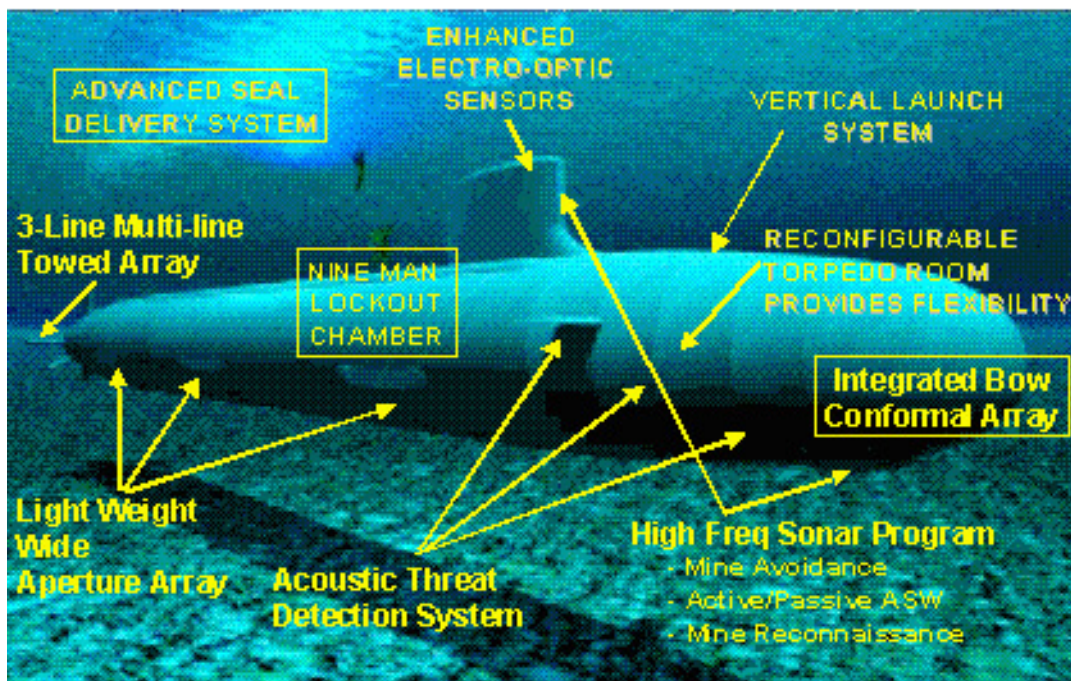 ENHANCED
ELECTRO-OPTIC
SENSORS
ADVANCED SEAL
DELIVERY SYSTEM
VERTICAL LAUNCH
SYSTEM
3-Line Multi-line
Towed Array
RECONFIGURABLE
TORPEDO ROOM
PROVIDES FLEXIBILITY
NINE MAN
LOCKOUT
CHAMBER
Integrated Bow
Conformal Array
Light Weight
Wide
Aperture Array
Acoustic Threat
Detection System
High Freq Sonar Program
- Mine Avoidance
- Active/Passive ASW
- Mine Reconnaissance